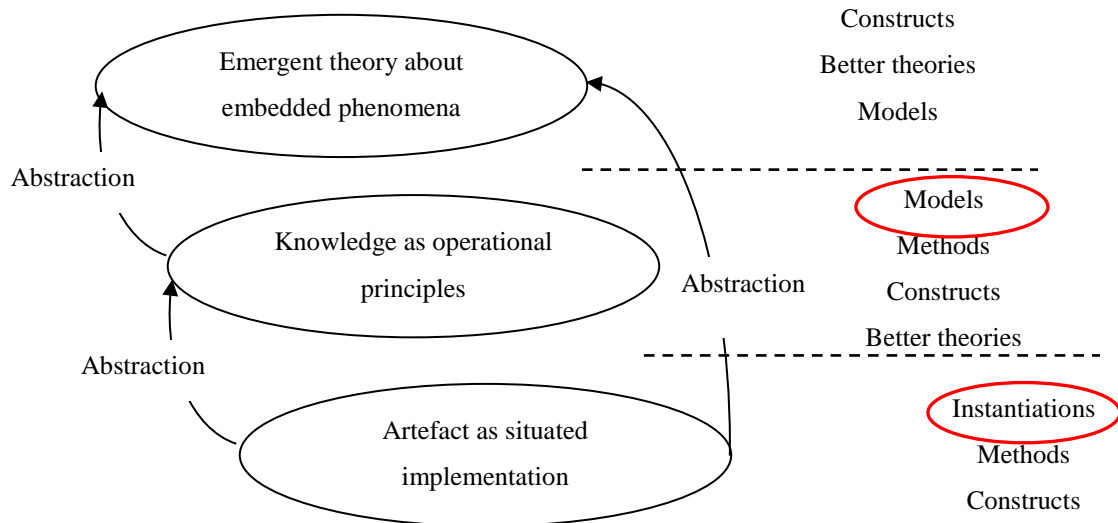 Constructs
Emergent theory about
embedded phenomena
Better theories
Models
Abstraction
Models
Knowledge as operational
principles
Methods
Abstraction
Constructs
Better theories
Abstraction
Artefact as situated
implementation
Instantiations
Methods
Constructs